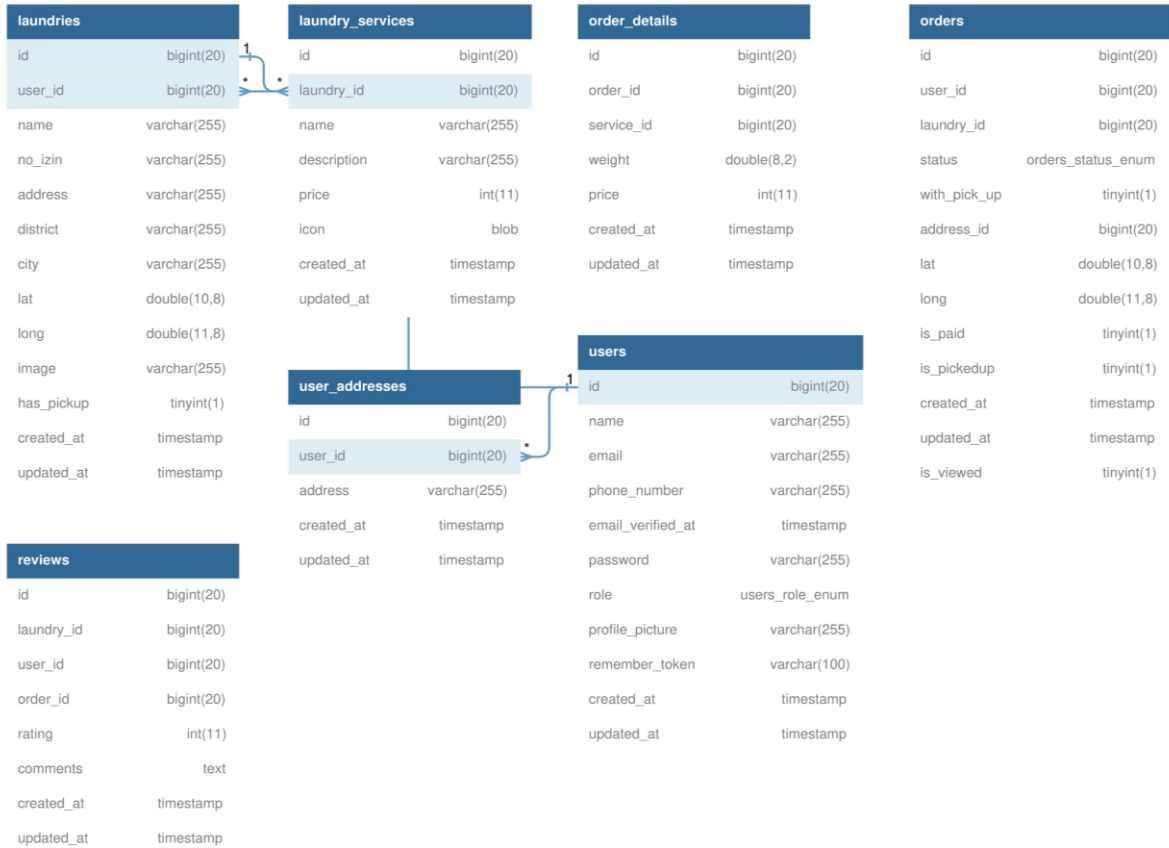 laundries
id bigint(20)
user_id bigint(20)
name varchar(255)
no_izin varchar(255)
address varchar(255)
district varchar(255)
city varchar(255)
lat double(10,8)
long double(11,8)
image varchar(255)
has_pickup tinyint(1)
created_at timestamp
updated_at timestamp
1
*
*
laundry_services
id bigint(20)
laundry_id bigint(20)
name varchar(255)
description varchar(255)
price int(11)
icon blob
created_at timestamp
updated_at timestamp
order_details
id bigint(20)
order_id bigint(20)
service_id bigint(20)
weight double(8,2)
price int(11)
created_at timestamp
updated_at timestamp
orders
id bigint(20)
user_id bigint(20)
laundry_id bigint(20)
status orders_status_enum
with_pick_up tinyint(1)
address_id bigint(20)
lat double(10,8)
long double(11,8)
is_paid tinyint(1)
is_pickedup tinyint(1)
created_at timestamp
updated_at timestamp
is_viewed tinyint(1)
user_addresses
id bigint(20)
user_id bigint(20)
address varchar(255)
created_at timestamp
updated_at timestamp
1
*
users
id bigint(20)
name varchar(255)
email varchar(255)
phone_number varchar(255)
email_verified_at timestamp
password varchar(255)
role users_role_enum
profile_picture varchar(255)
remember_token varchar(100)
created_at timestamp
updated_at timestamp
reviews
id bigint(20)
laundry_id bigint(20)
user_id bigint(20)
order_id bigint(20)
rating int(11)
comments text
created_at timestamp
updated_at timestamp